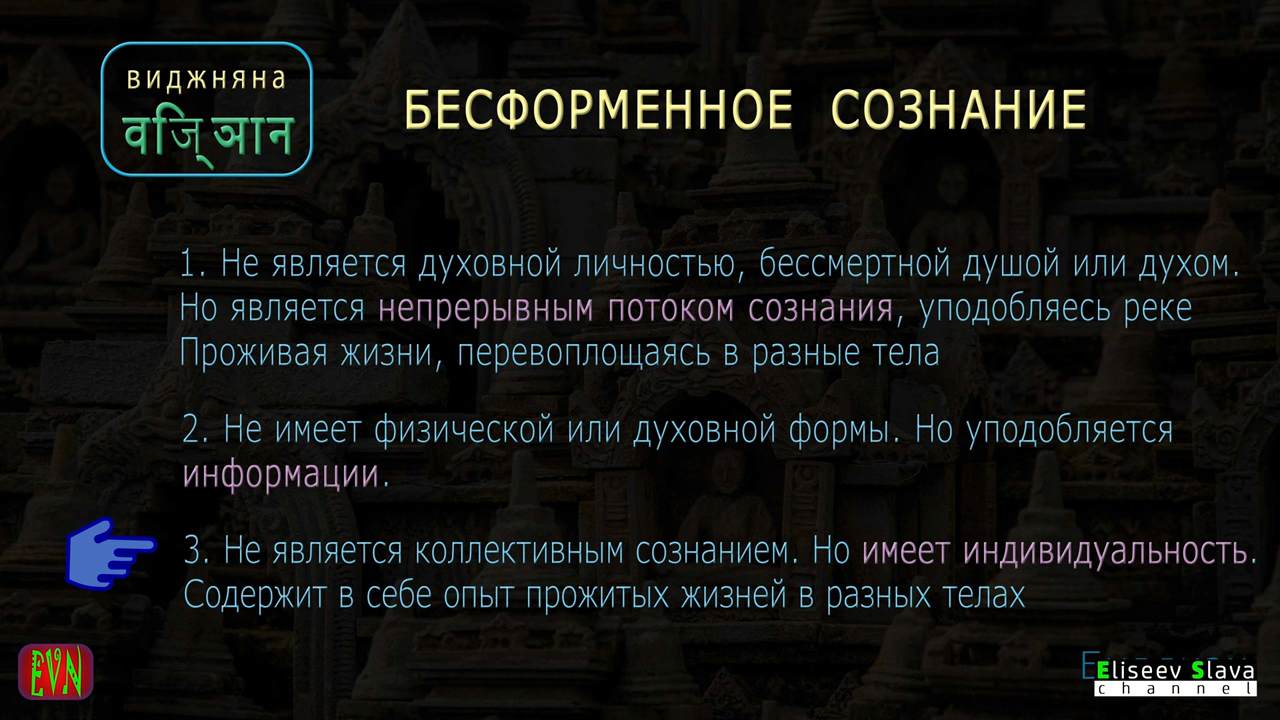 виджняна
वजि् ञान
БЕСФОРМЕННОЕ СОЗНАНИЕ
1. Не является духовной личностью, бессмертной душой или духом.
Но является непрерывным потоком сознания, уподобляесь реке
Проживая жизни, перевоплощаясь в разные тела
2. Не имеет физической или духовной формы. Но уподобляется
информации.
3. Не является коллективным сознанием. Но имеет индивидуальность.
Содержит в себе опыт прожитых жизней в разных телах
EVN
Eliseev Slava
channel